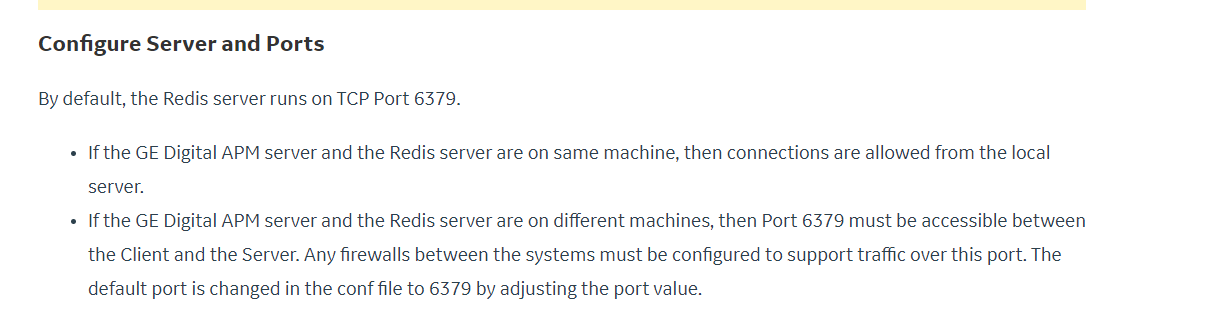 Configure Server and Ports
By default, the Redis server runs on TCP Port 6379.
• If the GE Digital APM server and the Redis server are on same machine, then connections are allowed from the local
server.
• If the GE Digital APM server and the Redis server are on different machines, then Port 6379 must be accessible between
the Client and the Server. Any firewalls between the systems must be configured to support traffic over this port. The
default port is changed in the conf file to 6379 by adjusting the port value.